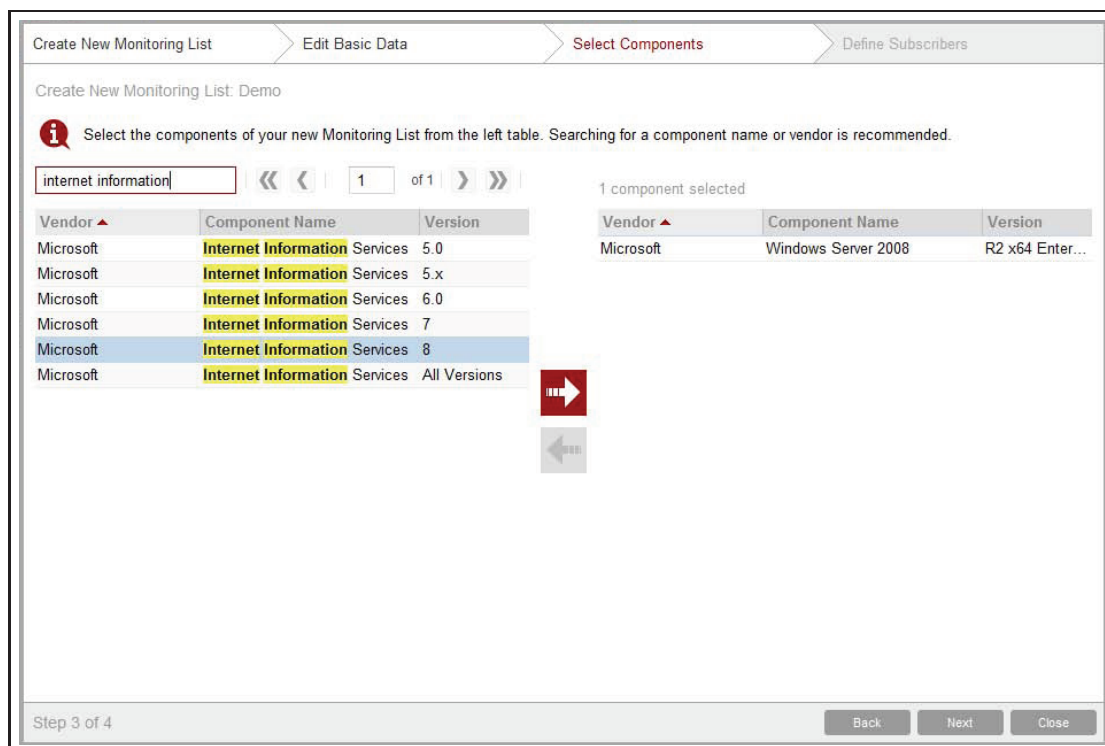 Create New Monitoring List
Edit Basic Data
Select Components
Define Subscribers
Create New Monitoring List: Demo
Select the components of your new Monitoring List from the left table. Searching for a component name or vendor is recommended.
internet information
1 of 1
1 component selected
Vendor Component Name Version
Microsoft Internet Information Services 5.0
Microsoft Internet Information Services 5.x
Microsoft Internet Information Services 6.0
Microsoft Internet Information Services 7
Microsoft Internet Information Services 8
Microsoft Internet Information Services All Versions
Vendor Component Name Version
Microsoft Windows Server 2008 R2 x64 Enter...
Step 3 of 4
Back Next Close